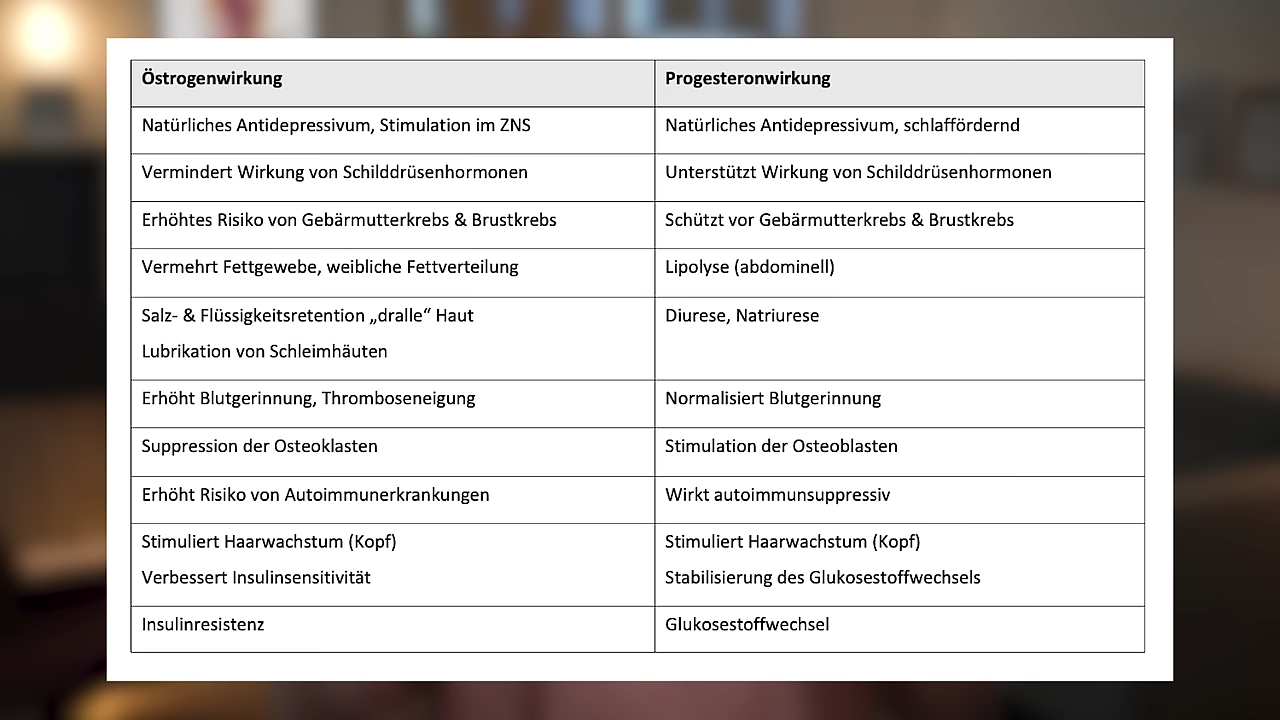 Östrogenwirkung Progesteronwirkung
Natürliches Antidepressivum, Stimulation im ZNS Natürliches Antidepressivum, schlaffördernd
Vermindert Wirkung von Schilddrüsenhormonen Unterstützt Wirkung von Schilddrüsenhormonen
Erhöhtes Risiko von Gebärmutterkrebs & Brustkrebs Schützt vor Gebärmutterkrebs & Brustkrebs
Vermehrt Fettgewebe, weibliche Fettverteilung Lipolyse (abdominell)
Salz- & Flüssigkeitsretention „dralle“ Haut Diurese, Natriurese
Lubrikation von Schleimhäuten
Erhöht Blutgerinnung, Thromboseneigung Normalisiert Blutgerinnung
Suppression der Osteoklasten Stimulation der Osteoblasten
Erhöht Risiko von Autoimmunerkrankungen Wirkt autoimmunsuppressiv
Stimuliert Haarwachstum (Kopf) Stimuliert Haarwachstum (Kopf)
Verbessert Insulinsensitivität Stabilisierung des Glukosestoffwechsels
Insulinresistenz Glukosestoffwechsel